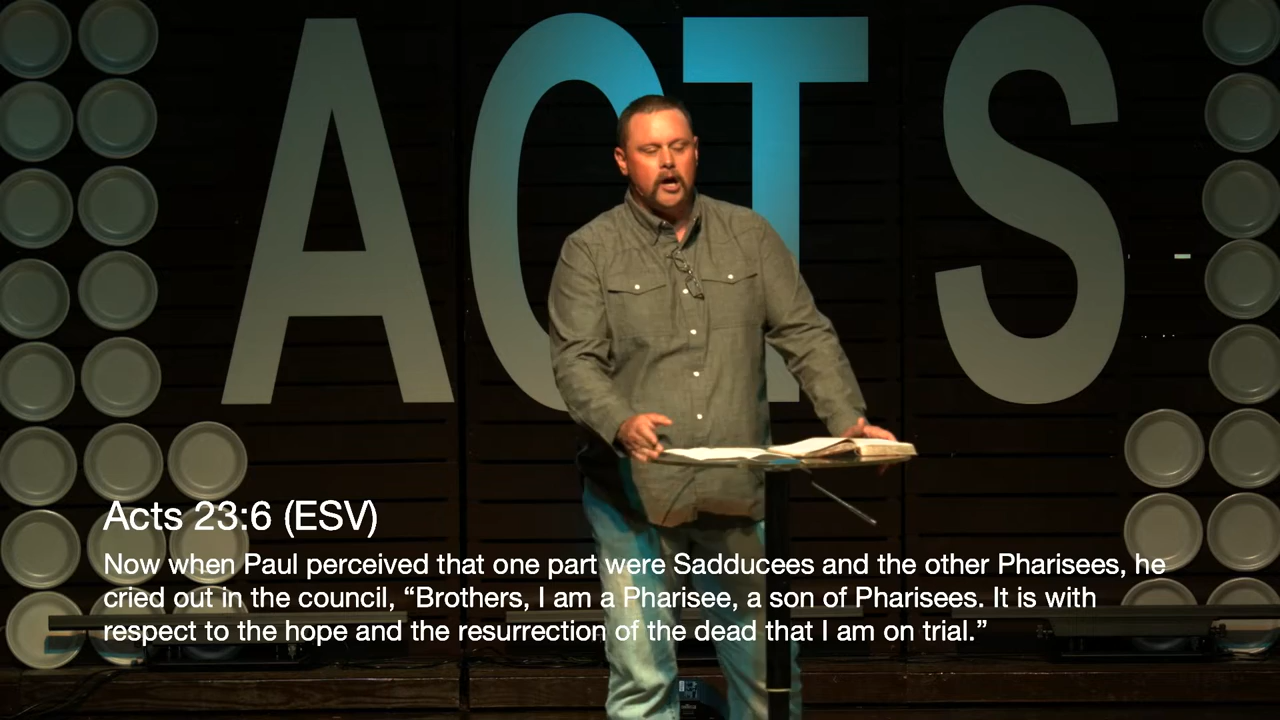 ACTS
Acts 23:6 (ESV)
Now when Paul perceived that one part were Sadducees and the other Pharisees, he
cried out in the council, “Brothers, I am a Pharisee, a son of Pharisees. It is with
respect to the hope and the resurrection of the dead that I am on trial.”